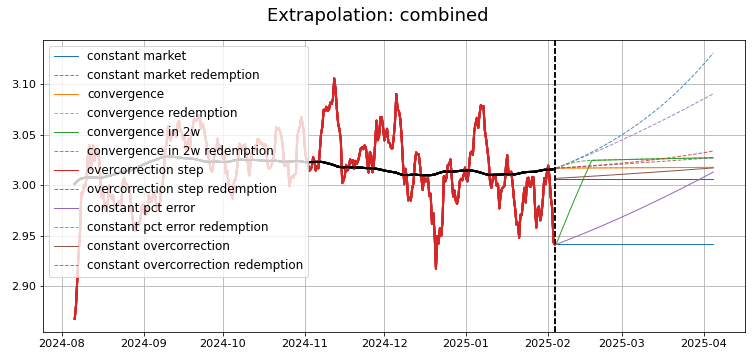 Extrapolation: combined
3.10
3.05
3.00
2.95
2.90
constant market
constant market redemption
convergence
convergence redemption
convergence in 2w
convergence in 2w redemption
overcorrection step
overcorrection step redemption
constant pct error
constant pct error redemption
constant overcorrection
constant overcorrection redemption
2024-08 2024-09 2024-10 2024-11 2024-12 2025-01 2025-02 2025-03 2025-04